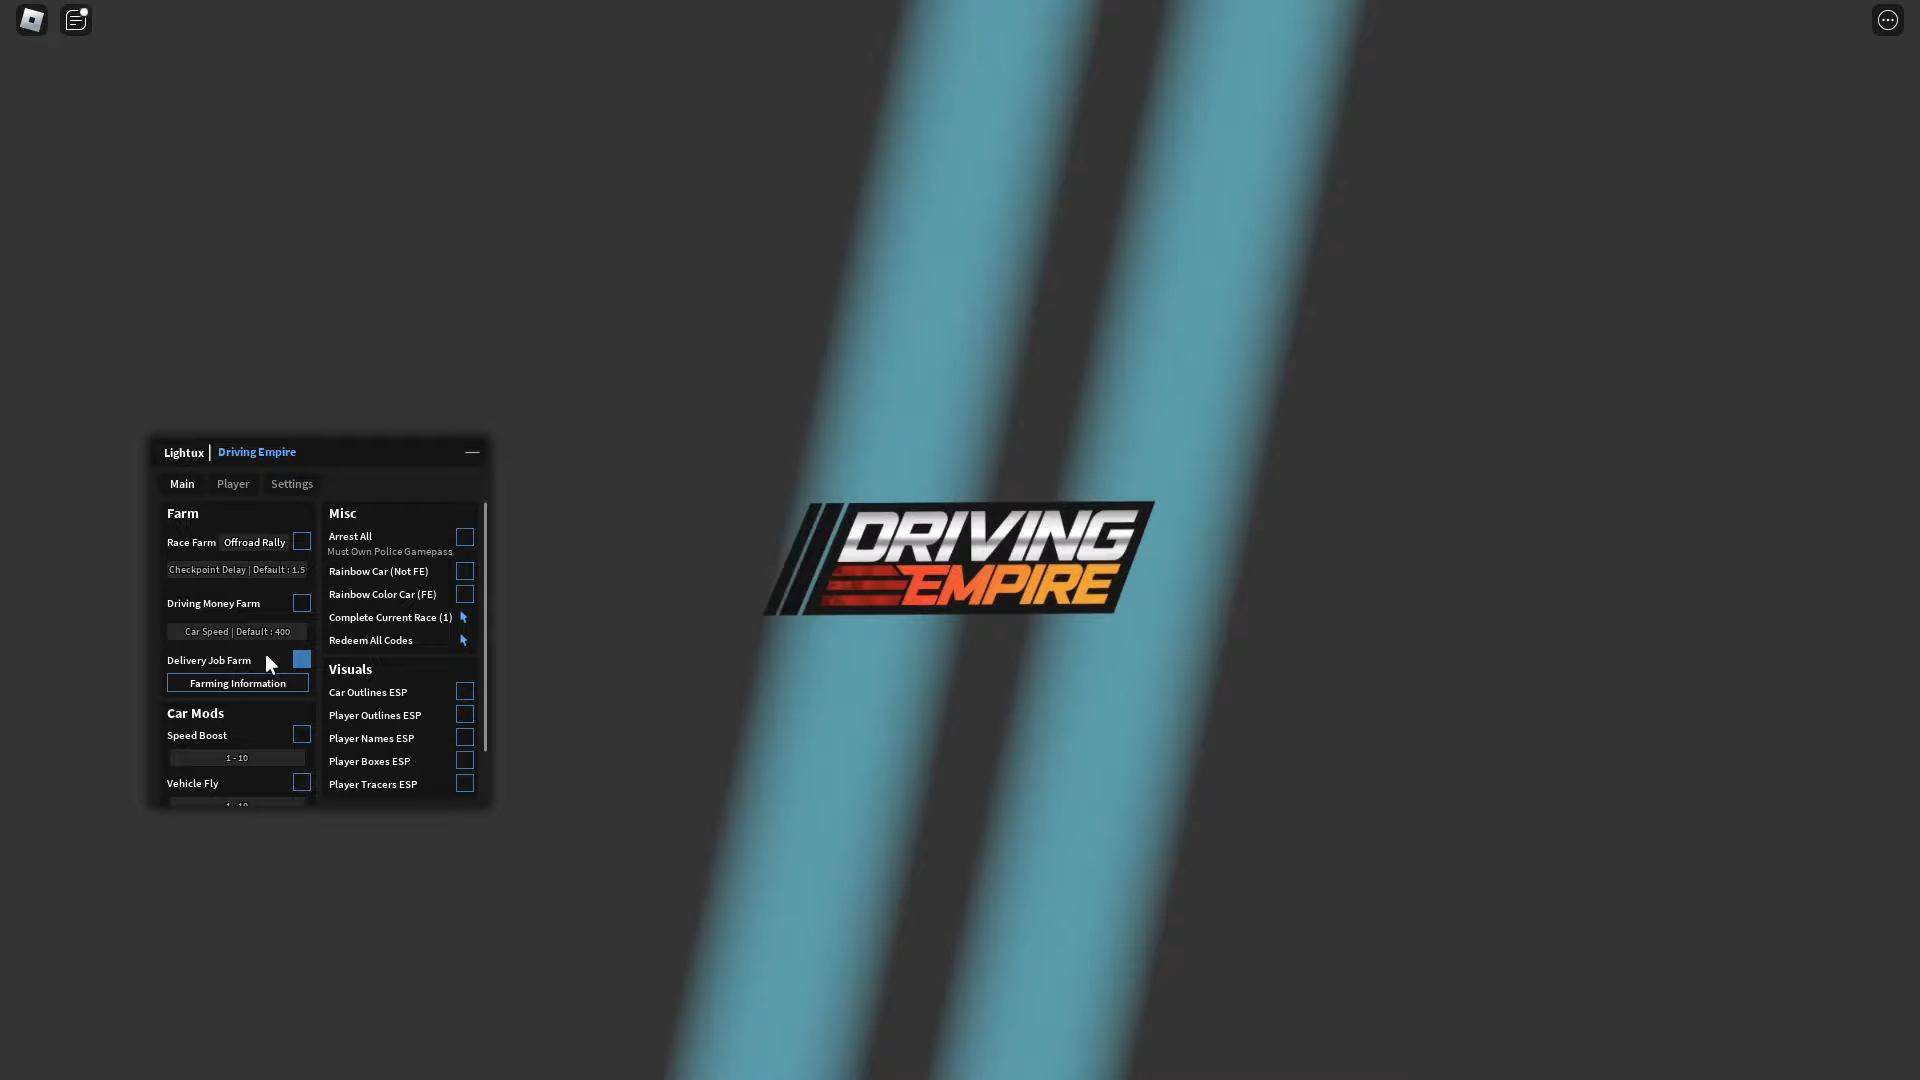 Lightux | Driving Empire
Main Player Settings
Farm
Race Farm Offroad Rally
Checkpoint Delay | Default : 1.5
Driving Money Farm
Car Speed | Default : 400
Delivery Job Farm
Farming Information
Car Mods
Speed Boost
1 - 10
Vehicle Fly
1 - 10
Misc
Arrest All
Must Own Police Gamepass
Rainbow Car (Not FE)
Rainbow Color Car (FE)
Complete Current Race (1)
Redeem All Codes
Visuals
Car Outlines ESP
Player Outlines ESP
Player Names ESP
Player Boxes ESP
Player Tracers ESP
DRIVING
EMPIRE